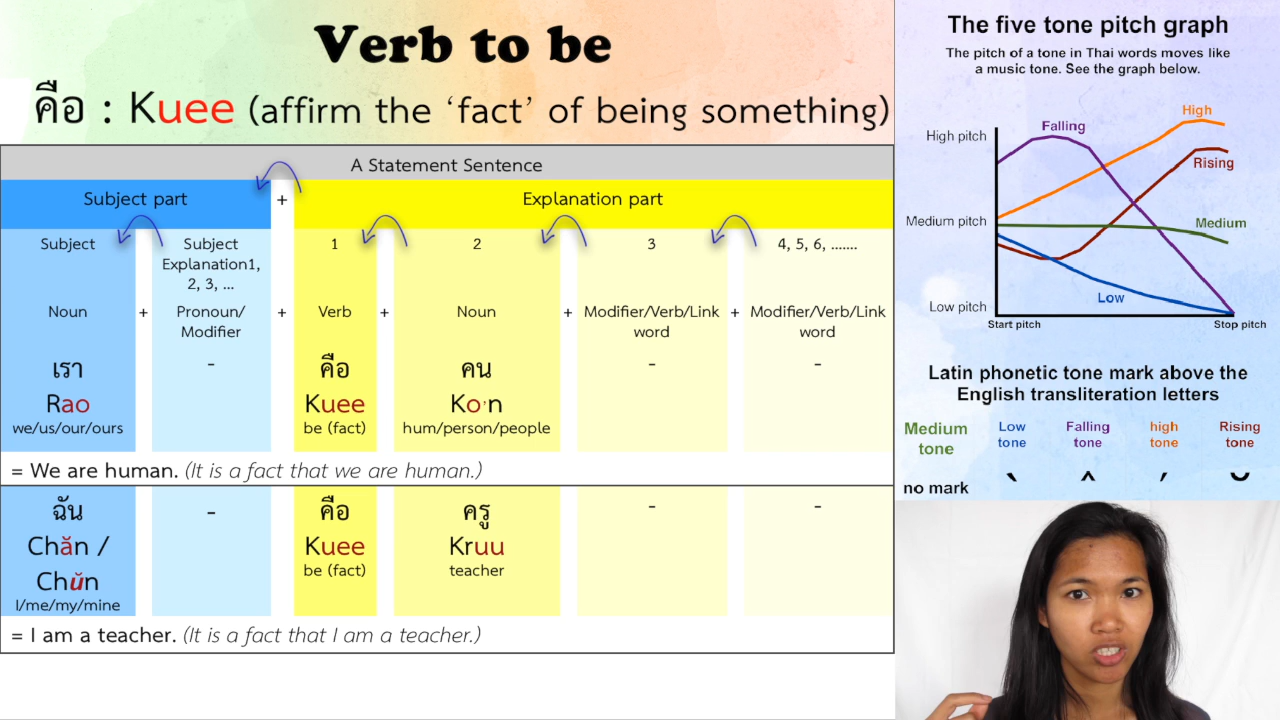 Verb to be
คือ : Kuee (affirm the ‘fact’ of being something)
A Statement Sentence
Subject part + Explanation part
Subject Subject Explanation1, 2, 3, ... 1 2 3 4, 5, 6, .......
Noun + Pronoun/ Modifier + Verb + Noun + Modifier/Verb/Link word + Modifier/Verb/Link word
เรา - คือ คน - -
Rao Kuee Ko’n
we/us/our/ours be (fact) hum/person/people
= We are human. (It is a fact that we are human.)
ฉัน - คือ ครู - -
Chăn / Kuee Kruu
Chŭn be (fact) teacher
I/me/my/mine
= I am a teacher. (It is a fact that I am a teacher.)
The five tone pitch graph
The pitch of a tone in Thai words moves like
a music tone. See the graph below.
High
Falling
High pitch
Rising
Medium pitch
Medium
Low
Low pitch
Start pitch Stop pitch
Latin phonetic tone mark above the
English transliteration letters
Medium tone Low tone Falling tone high tone Rising tone
no mark ˋ ˆ ˊ ˘